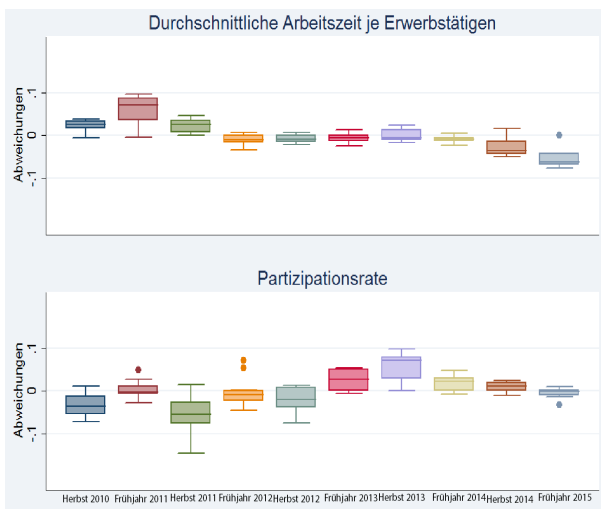 Durchschnittliche Arbeitszeit je Erwerbstätigen
Abweichungen
.1
0
-.1
Partizipationsrate
Abweichungen
.1
0
-.1
Herbst 2010 Frühjahr 2011 Herbst 2011 Frühjahr 2012 Herbst 2012 Frühjahr 2013 Herbst 2013 Frühjahr 2014 Herbst 2014 Frühjahr 2015